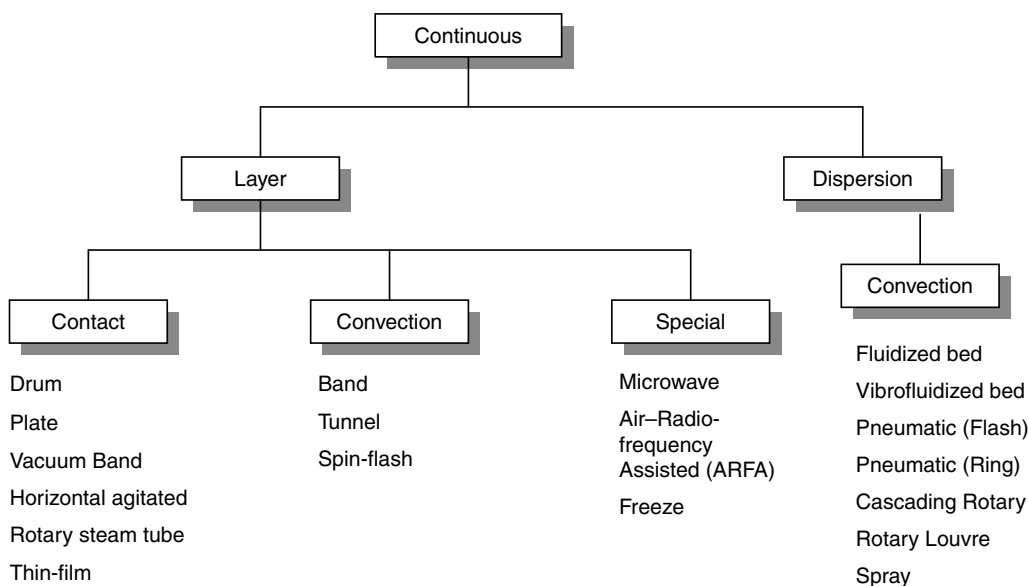 Continuous
Layer
Dispersion
Contact
Convection
Special
Convection
Drum
Plate
Vacuum Band
Horizontal agitated
Rotary steam tube
Thin-film
Band
Tunnel
Spin-flash
Microwave
Air–Radio-
frequency
Assisted (ARFA)
Freeze
Fluidized bed
Vibrofluidized bed
Pneumatic (Flash)
Pneumatic (Ring)
Cascading Rotary
Rotary Louvre
Spray